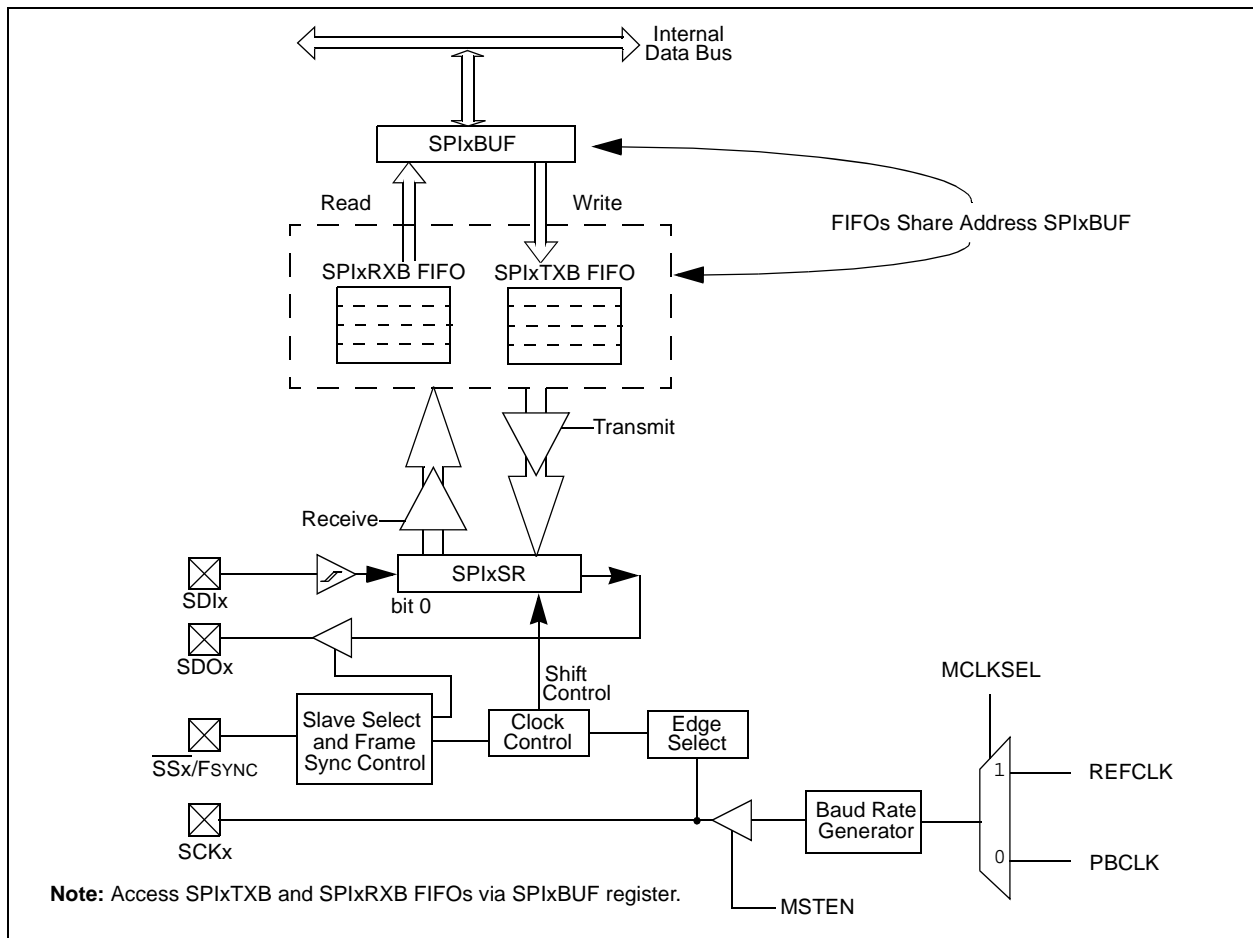 Internal
Data Bus
SPIxBUF
Read
Write
FIFOs Share Address SPIxBUF
SPIxRXB FIFO
SPIxTXB FIFO
Transmit
Receive
SDIx
SPIxSR
bit 0
SDOx
Shift
Control
MCLKSEL
Slave Select
and Frame
Sync Control
Clock
Control
Edge
Select
SSx/FSYNC
1
REFCLK
Baud Rate
Generator
SCKx
0
PBCLK
Note: Access SPIxTXB and SPIxRXB FIFOs via SPIxBUF register.
MSTEN